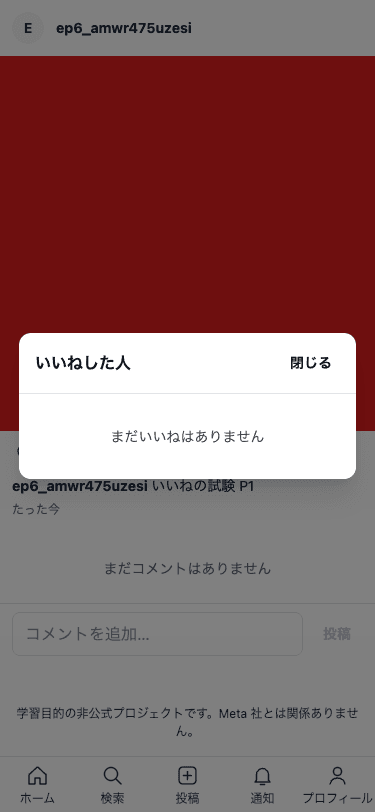 E
ep6_amwr475uzesi
いいねした人
閉じる
まだいいねはありません
ep6_amwr475uzesi いいねの試験 P1
たった今
まだコメントはありません
コメントを追加...
投稿
学習目的の非公式プロジェクトです。Meta 社とは関係ありませ
ん。
ホーム
検索
投稿
通知
プロフィール